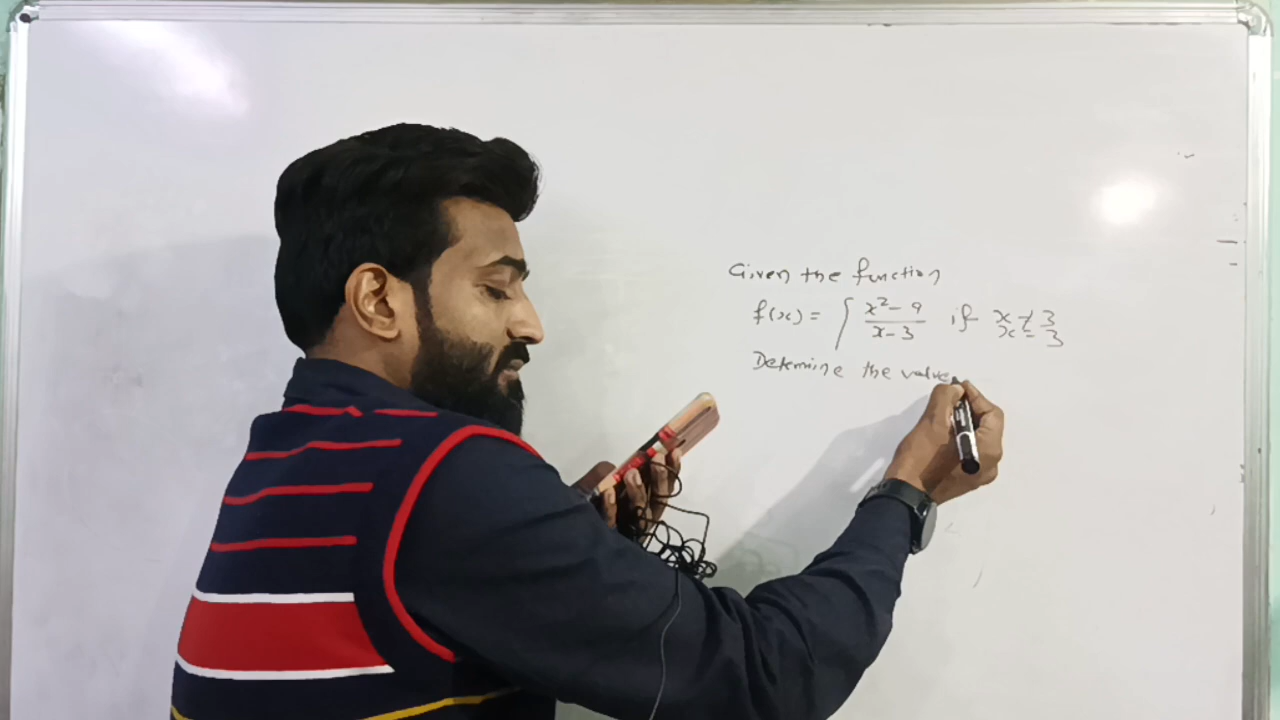 Given the function
f(x) = { x² - 9 / x - 3 if x ≠ 3
x = 3
Determine the value